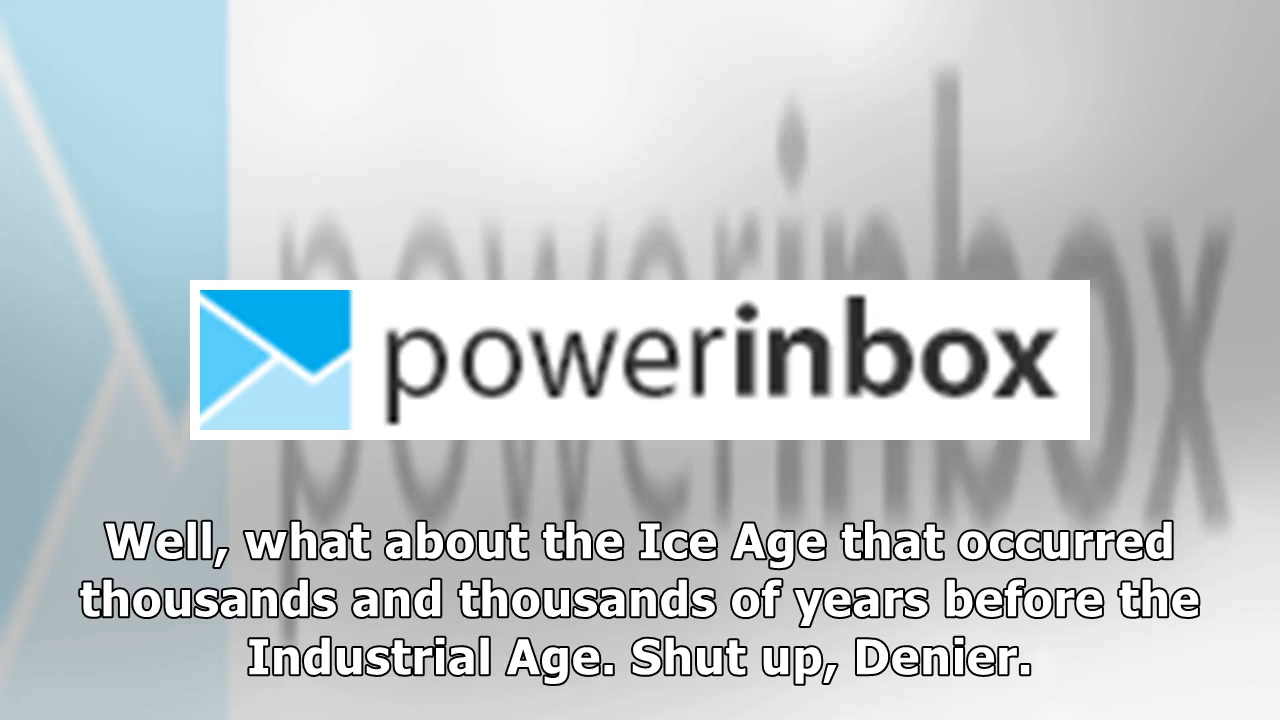 powerinbox
powerinbox
Well, what about the Ice Age that occurred
thousands and thousands of years before the
Industrial Age. Shut up, Denier.